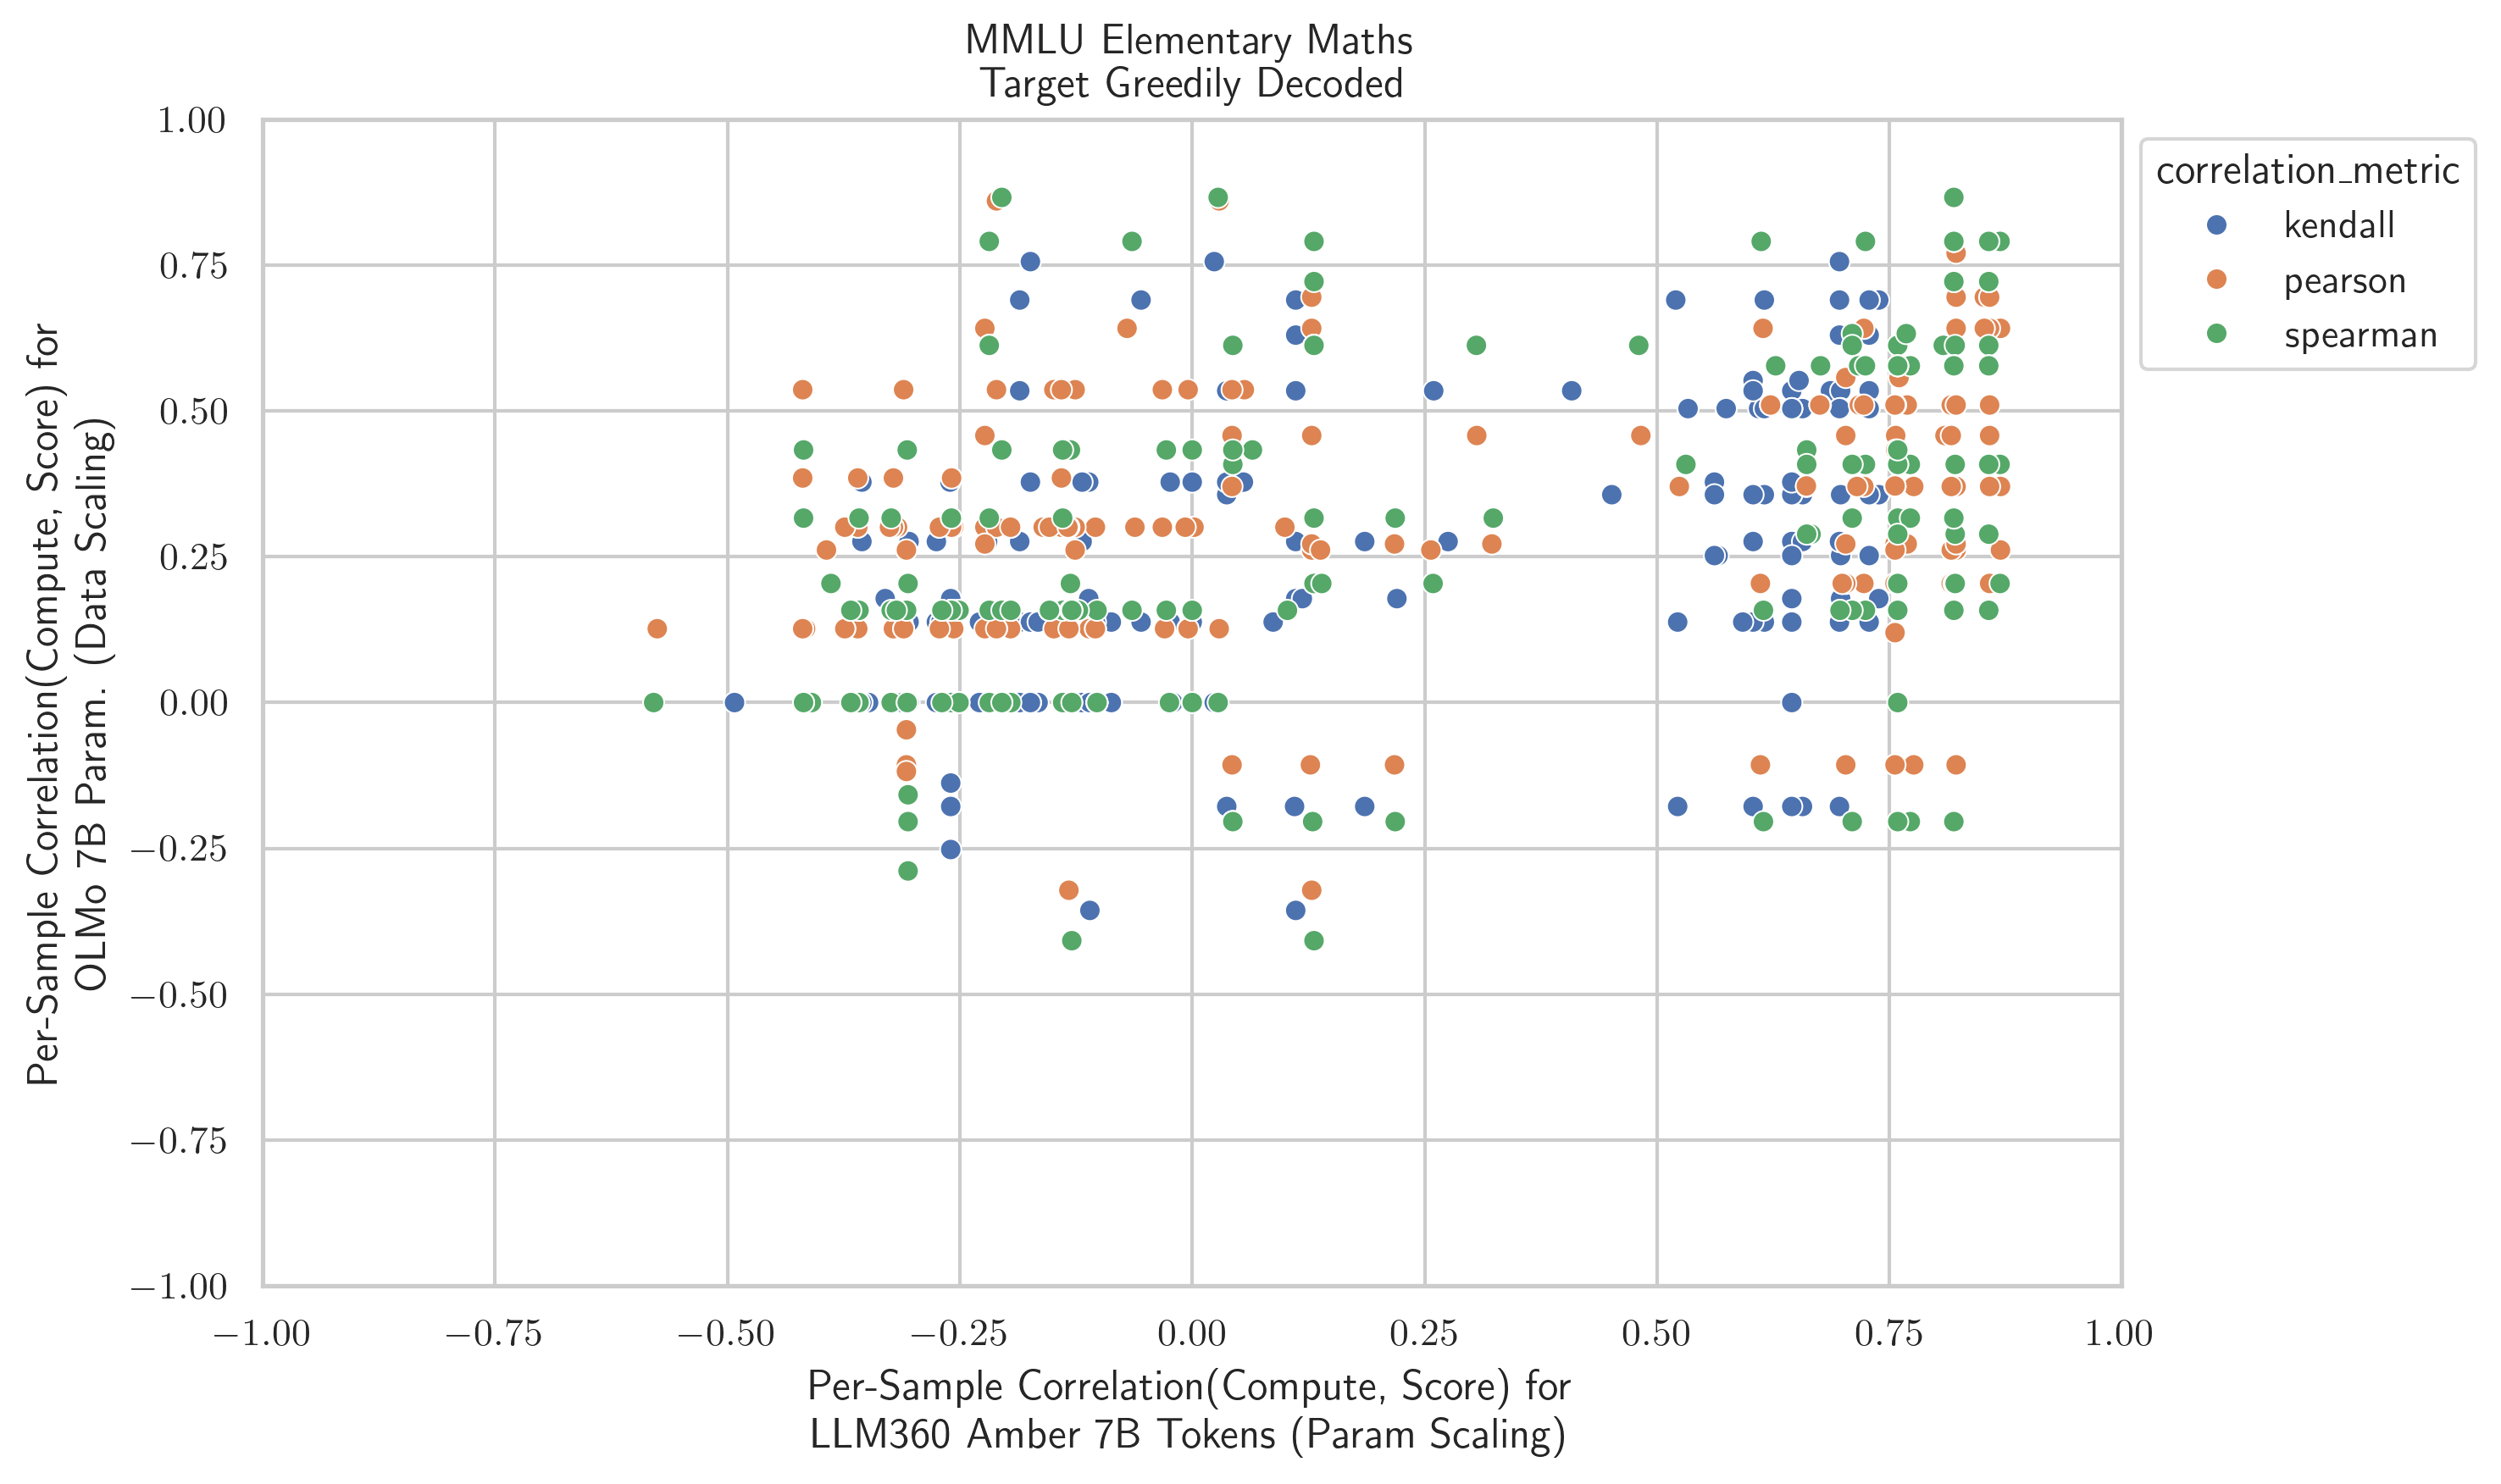 MMLU Elementary Maths
Target Greedily Decoded
Per-Sample Correlation(Compute, Score) for
OLMo 7B Param. (Data Scaling)
1.00
0.75
0.50
0.25
0.00
−0.25
−0.50
−0.75
−1.00
−1.00
−0.75
−0.50
−0.25
0.00
0.25
0.50
0.75
1.00
Per-Sample Correlation(Compute, Score) for
LLM360 Amber 7B Tokens (Param Scaling)
correlation_metric
kendall
pearson
spearman